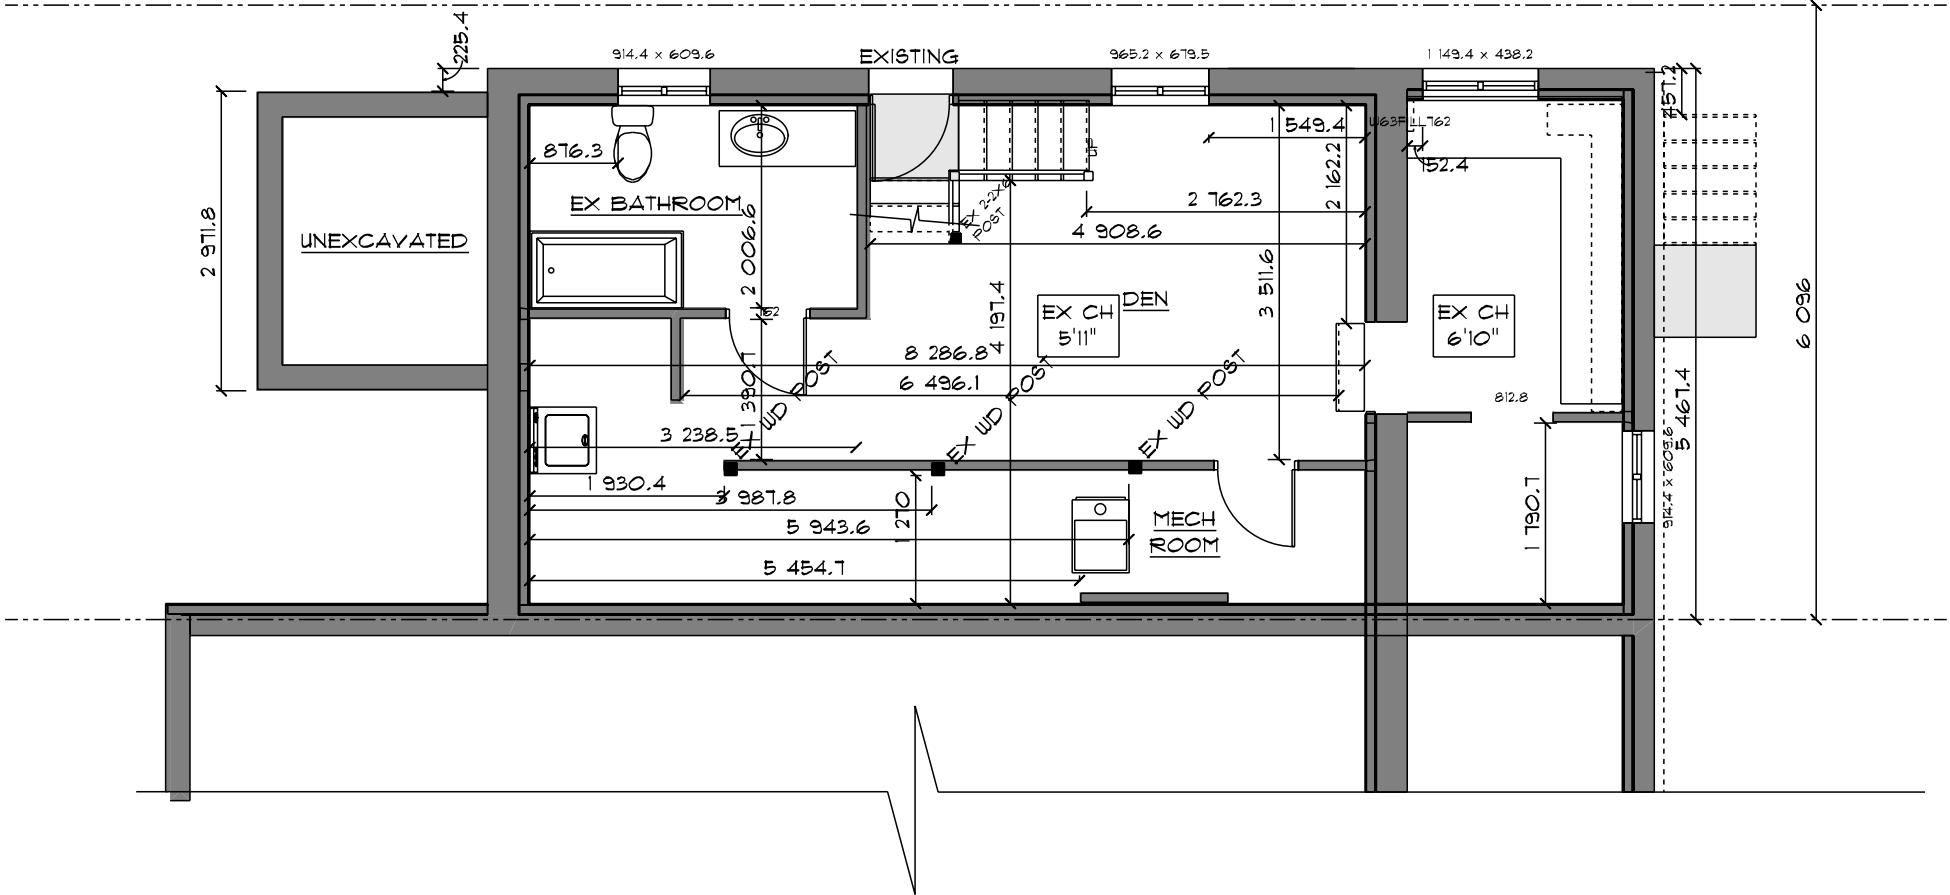 225.4
914.4 × 609.6
EXISTING
965.2 × 679.5
1 149.4 × 438.2
457.2
1 549.4
876.3
2 162.2
152.4
EX BATHROOM
2 762.3
EX 2-2X6
POST
UP
UNEXCAVATED
2 971.8
2 006.6
4 908.6
3 511.6
4 197.4
DEN
EX CH
5'11"
EX CH
6'10"
6 096
8 286.8
6 496.1
1 390.7
812.8
5 467.4
EX WD POST
EX WD POST
EX WD POST
3 238.5
914.4 × 609.6
1 930.4
3 987.8
1 270
1 790.7
5 943.6
MECH
ROOM
5 454.7